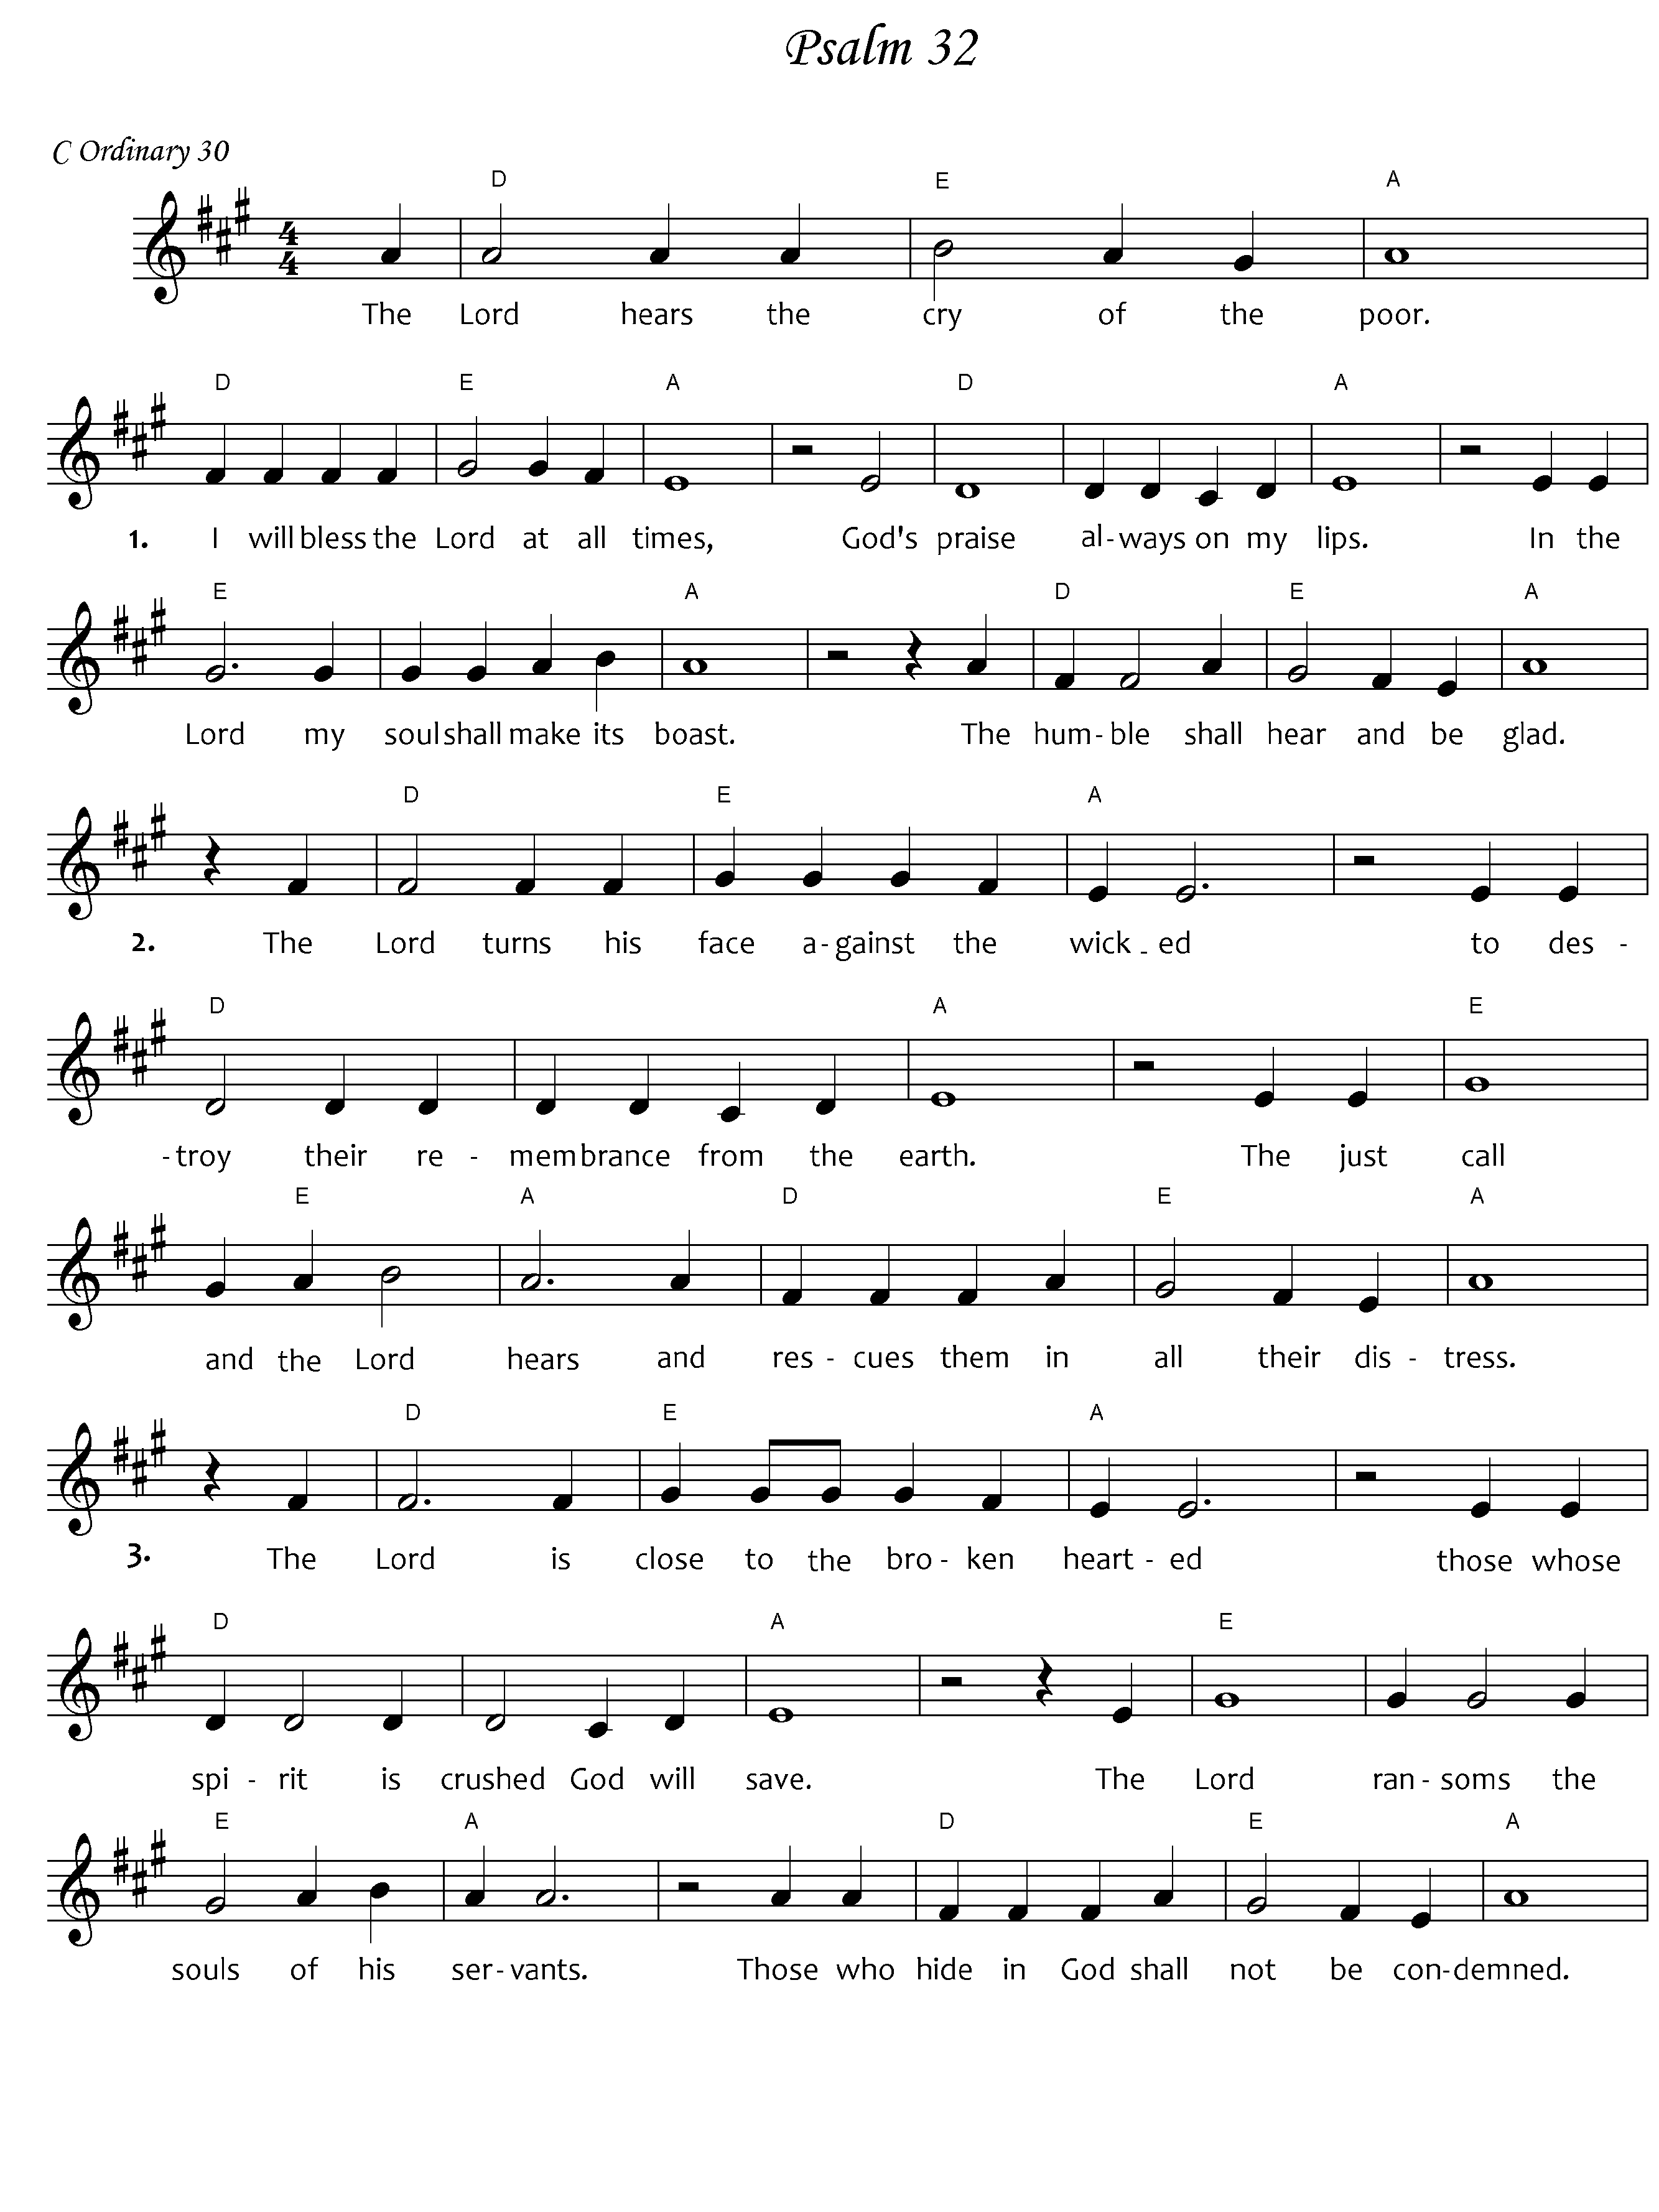 Psalm 32
C Ordinary 30
D E A
4
4
The Lord hears the cry of the poor.
D E A D A
1. I will bless the Lord at all times, God's praise al-ways on my lips. In the
E A D E A
Lord my soul shall make its boast. The hum-ble shall hear and be glad.
D E A
2. The Lord turns his face a-gainst the wick-ed to des-
D A E
-troy their re-membrance from the earth. The just call
E A D E A
and the Lord hears and res-cues them in all their dis-tress.
D E A
3. The Lord is close to the bro-ken heart-ed those whose
D A E
spi-rit is crushed God will save. The Lord ran-soms the
E A D E A
souls of his ser-vants. Those who hide in God shall not be con-demned.